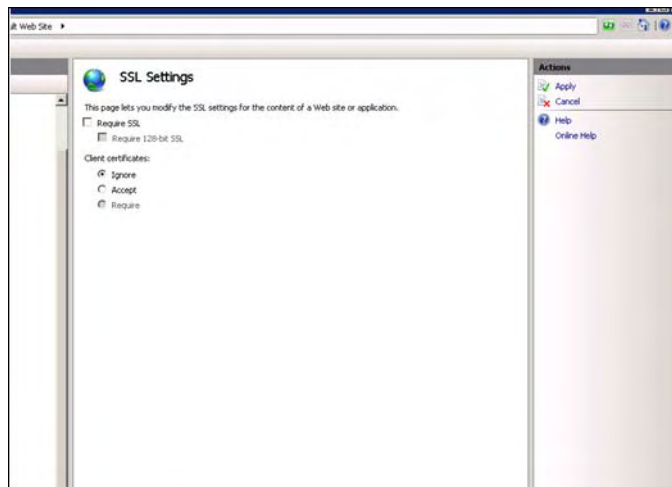 lt Web Site
SSL Settings
This page lets you modify the SSL settings for the content of a Web site or application.
Require SSL
Require 128-bit SSL
Client certificates:
Ignore
Accept
Require
Actions
Apply
Cancel
Help
Online Help